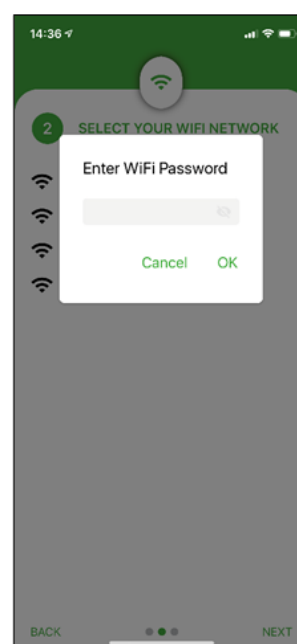 14:36
2 SELECT YOUR WIFI NETWORK
Enter WiFi Password
Cancel OK
BACK NEXT